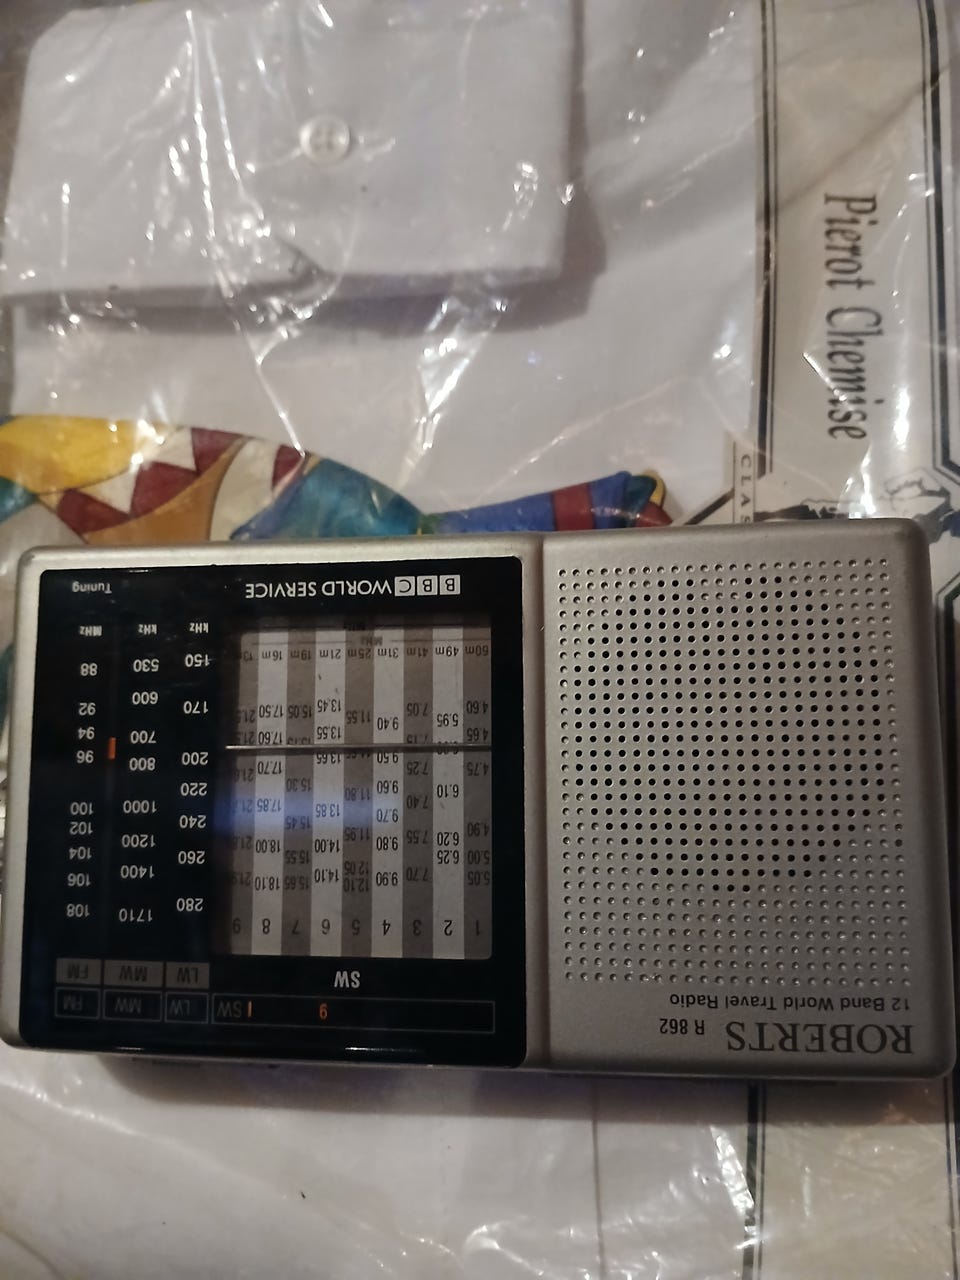 Pierot Chemise
CLAS
ROBERTS R 862
12 Band World Travel Radio
9 SW LW MW FM
SW LW MW FM
1 2 3 4 5 6 7 8 9
5.05 5.00 4.90 4.75 4.65 4.60 60m
6.25 6.20 6.10 5.95 49m
7.70 7.55 7.40 7.25 7.15 7.05 41m
9.90 9.80 9.70 9.60 9.50 9.40 31m
12.10 12.05 11.95 11.80 11.55 25m
14.10 14.00 13.85 13.65 13.55 13.45 21m
15.65 15.55 15.45 15.30 15.05 19m
18.10 18.00 17.85 17.70 17.60 17.50 16m
MHz
280 260 240 220 200 170 150 kHz
1710 1400 1200 1000 800 700 600 530 kHz
108 106 104 102 100 96 94 92 88 MHz
BBC WORLD SERVICE
Tuning